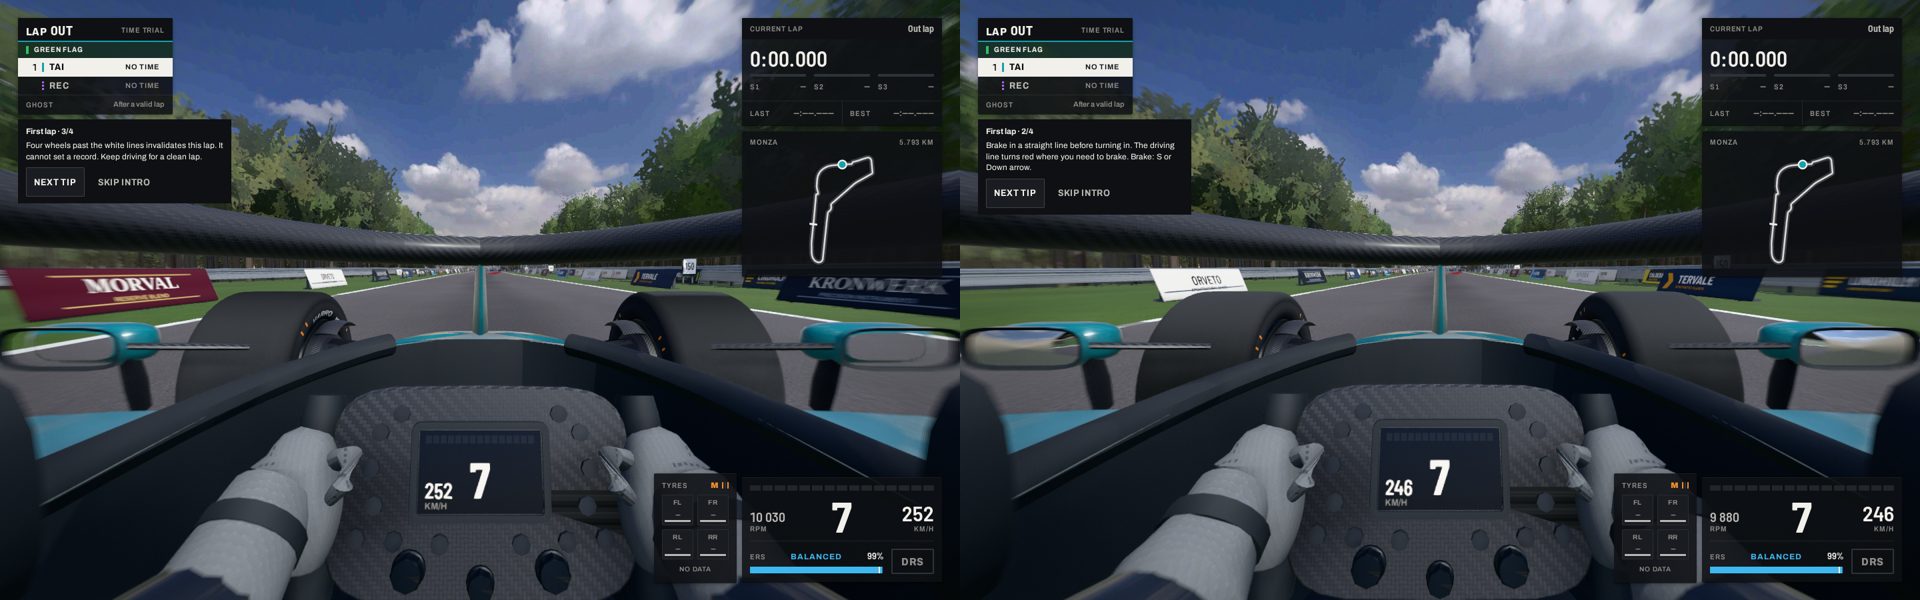 LAP OUT TIME TRIAL
GREEN FLAG
1 TAI NO TIME
REC NO TIME
GHOST After a valid lap
First lap · 3/4
Four wheels past the white lines invalidates this lap. It
cannot set a record. Keep driving for a clean lap.
NEXT TIP SKIP INTRO
CURRENT LAP Out lap
0:00.000
S1 – S2 – S3 –
LAST –:––.––– BEST –:––.–––
MONZA 5.793 KM
MORVAL
RESERVE BLEND
ORVETO
TERVALE
150
KRONWERK
PRECISION INSTRUMENTS
252
KM/H
7
TYRES M
FL FR
– –
RL RR
– –
NO DATA
10 030
RPM
7
252
KM/H
ERS BALANCED 99%
DRS
LAP OUT TIME TRIAL
GREEN FLAG
1 TAI NO TIME
REC NO TIME
GHOST After a valid lap
First lap · 2/4
Brake in a straight line before turning in. The driving
line turns red where you need to brake. Brake: S or
Down arrow.
NEXT TIP SKIP INTRO
CURRENT LAP Out lap
0:00.000
S1 – S2 – S3 –
LAST –:––.––– BEST –:––.–––
MONZA 5.793 KM
ORVETO
TERVALE
246
KM/H
7
TYRES M
FL FR
– –
RL RR
– –
NO DATA
9 880
RPM
7
246
KM/H
ERS BALANCED 99%
DRS